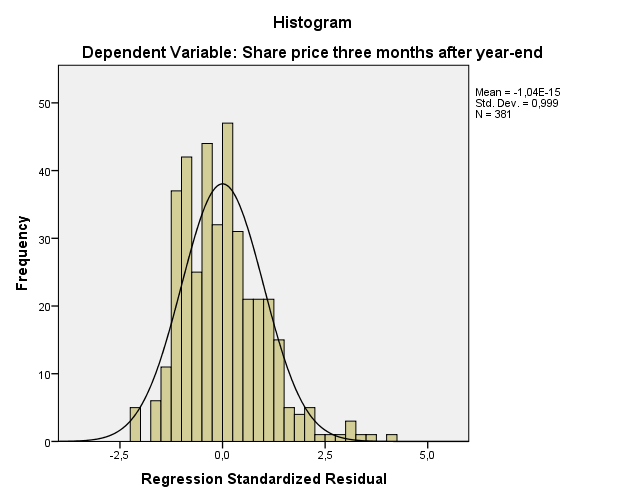 Histogram
Dependent Variable: Share price three months after year-end
Mean = -1,04E-15
Std. Dev. = 0,999
N = 381
Frequency
50
40
30
20
10
0
-2,5 0,0 2,5 5,0
Regression Standardized Residual